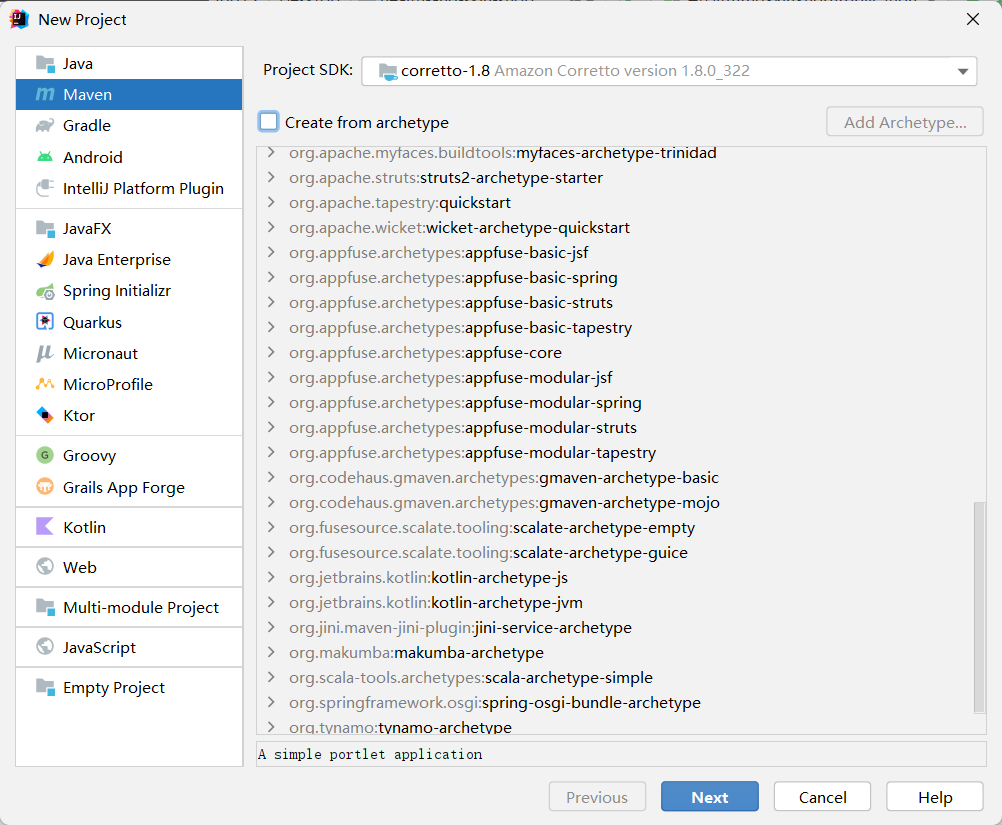 New Project
Java
Maven
Gradle
Android
IntelliJ Platform Plugin
JavaFX
Java Enterprise
Spring Initializr
Quarkus
Micronaut
MicroProfile
Ktor
Groovy
Grails App Forge
Kotlin
Web
Multi-module Project
JavaScript
Empty Project
Project SDK: corretto-1.8 Amazon Corretto version 1.8.0_322
Create from archetype Add Archetype...
org.apache.myfaces.buildtools:myfaces-archetype-trinidad
org.apache.struts:struts2-archetype-starter
org.apache.tapestry:quickstart
org.apache.wicket:wicket-archetype-quickstart
org.appfuse.archetypes:appfuse-basic-jsf
org.appfuse.archetypes:appfuse-basic-spring
org.appfuse.archetypes:appfuse-basic-struts
org.appfuse.archetypes:appfuse-basic-tapestry
org.appfuse.archetypes:appfuse-core
org.appfuse.archetypes:appfuse-modular-jsf
org.appfuse.archetypes:appfuse-modular-spring
org.appfuse.archetypes:appfuse-modular-struts
org.appfuse.archetypes:appfuse-modular-tapestry
org.codehaus.gmaven.archetypes:gmaven-archetype-basic
org.codehaus.gmaven.archetypes:gmaven-archetype-mojo
org.fusesource.scalate.tooling:scalate-archetype-empty
org.fusesource.scalate.tooling:scalate-archetype-guice
org.jetbrains.kotlin:kotlin-archetype-js
org.jetbrains.kotlin:kotlin-archetype-jvm
org.jini.maven-jini-plugin:jini-service-archetype
org.makumba:makumba-archetype
org.scala-tools.archetypes:scala-archetype-simple
org.springframework.osgi:spring-osgi-bundle-archetype
org.tynamo:tynamo-archetype
A simple portlet application
Previous Next Cancel Help